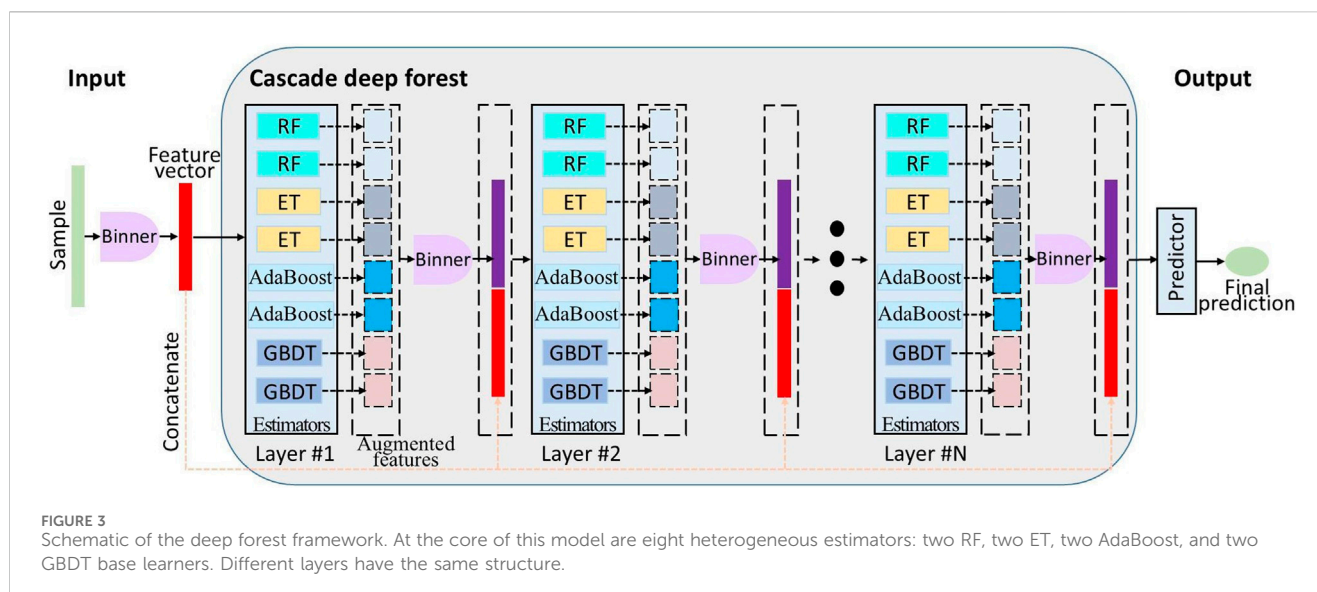 Input
Cascade deep forest
Output
Sample
Binner
Feature
vector
Concatenate
RF
RF
ET
ET
AdaBoost
AdaBoost
GBDT
GBDT
Estimators
Layer #1
Augmented
features
Binner
RF
RF
ET
ET
AdaBoost
AdaBoost
GBDT
GBDT
Estimators
Layer #2
Binner
RF
RF
ET
ET
AdaBoost
AdaBoost
GBDT
GBDT
Estimators
Layer #N
Binner
Predictor
Final
prediction
FIGURE 3
Schematic of the deep forest framework. At the core of this model are eight heterogeneous estimators: two RF, two ET, two AdaBoost, and two
GBDT base learners. Different layers have the same structure.